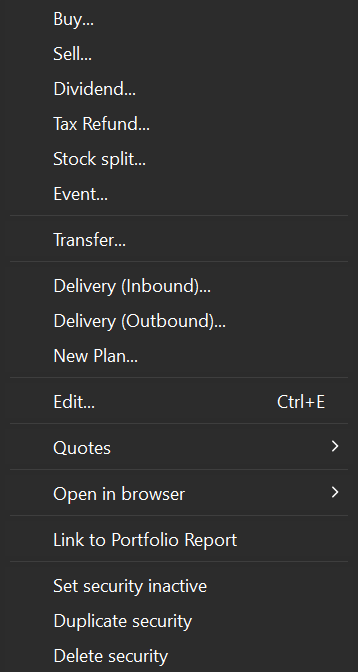 Buy...
Sell...
Dividend...
Tax Refund...
Stock split...
Event...
Transfer...
Delivery (Inbound)...
Delivery (Outbound)...
New Plan...
Edit... Ctrl+E
Quotes
Open in browser
Link to Portfolio Report
Set security inactive
Duplicate security
Delete security